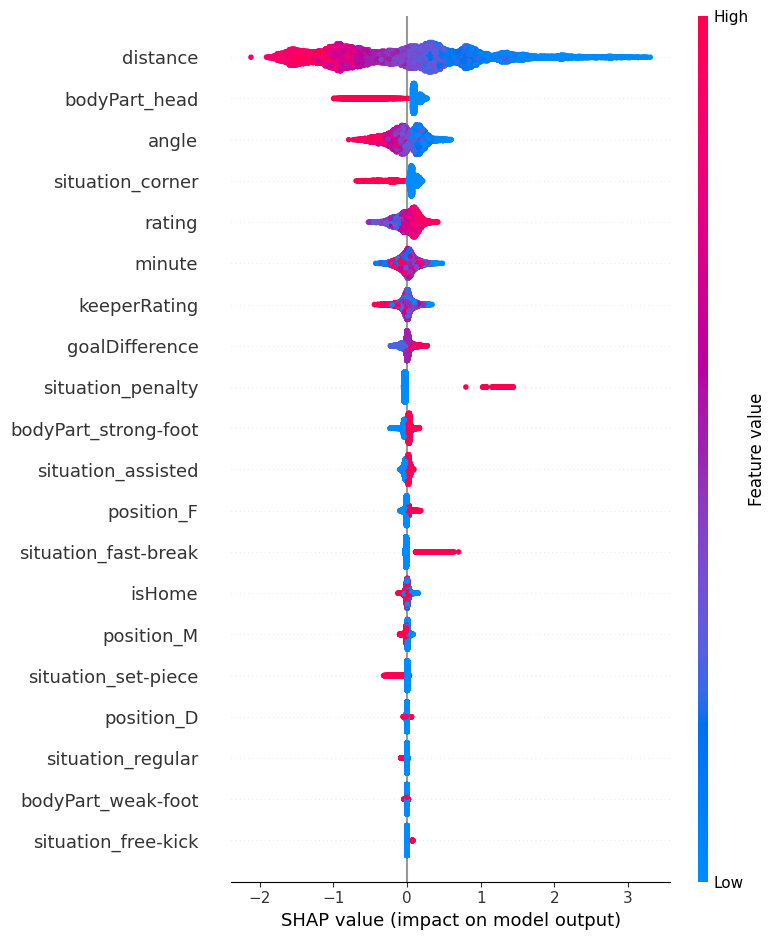 High
distance
bodyPart_head
angle
situation_corner
rating
minute
keeperRating
goalDifference
situation_penalty
bodyPart_strong-foot
situation_assisted
position_F
situation_fast-break
isHome
position_M
situation_set-piece
position_D
situation_regular
bodyPart_weak-foot
situation_free-kick
Feature value
Low
−2 −1 0 1 2 3
SHAP value (impact on model output)